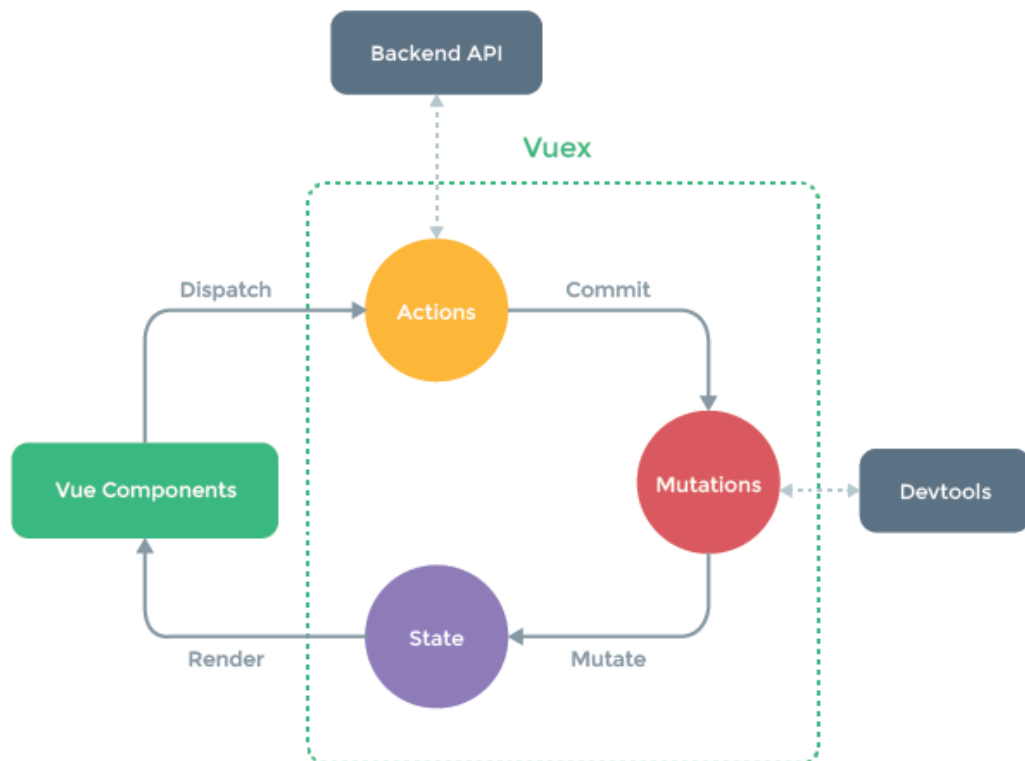 Backend API
Vuex
Dispatch
Commit
Actions
Vue Components
Mutations
Devtools
State
Render
Mutate